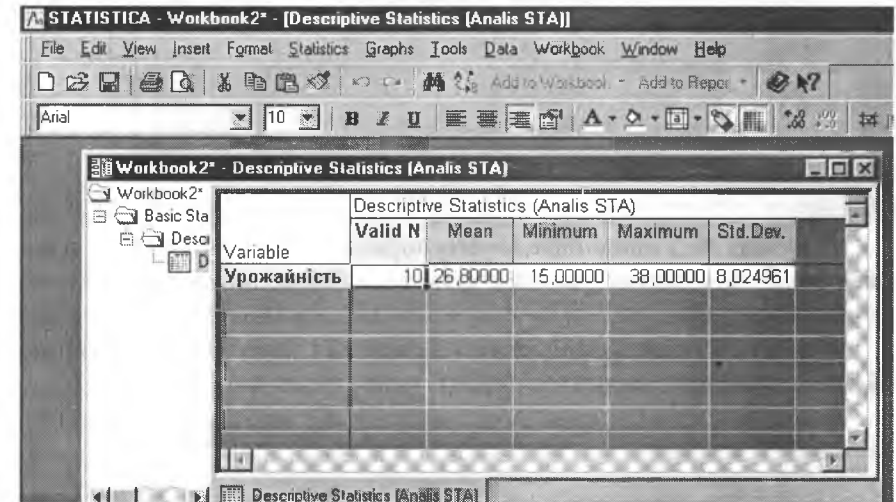 STATISTICA - Workbook2* - [Descriptive Statistics (Analis STA)]
File Edit View Insert Format Statistics Graphs Tools Data Workbook Window Help
Add to Workbook Add to Repor
Arial 10 B I U A
Workbook2* - Descriptive Statistics (Analis STA)
Workbook2*
Basic Sta
Descr
D
Descriptive Statistics (Analis STA)
Variable Valid N Mean Minimum Maximum Std.Dev.
Урожайність 10 26,80000 15,00000 38,00000 8,024961
Descriptive Statistics (Analis STA)